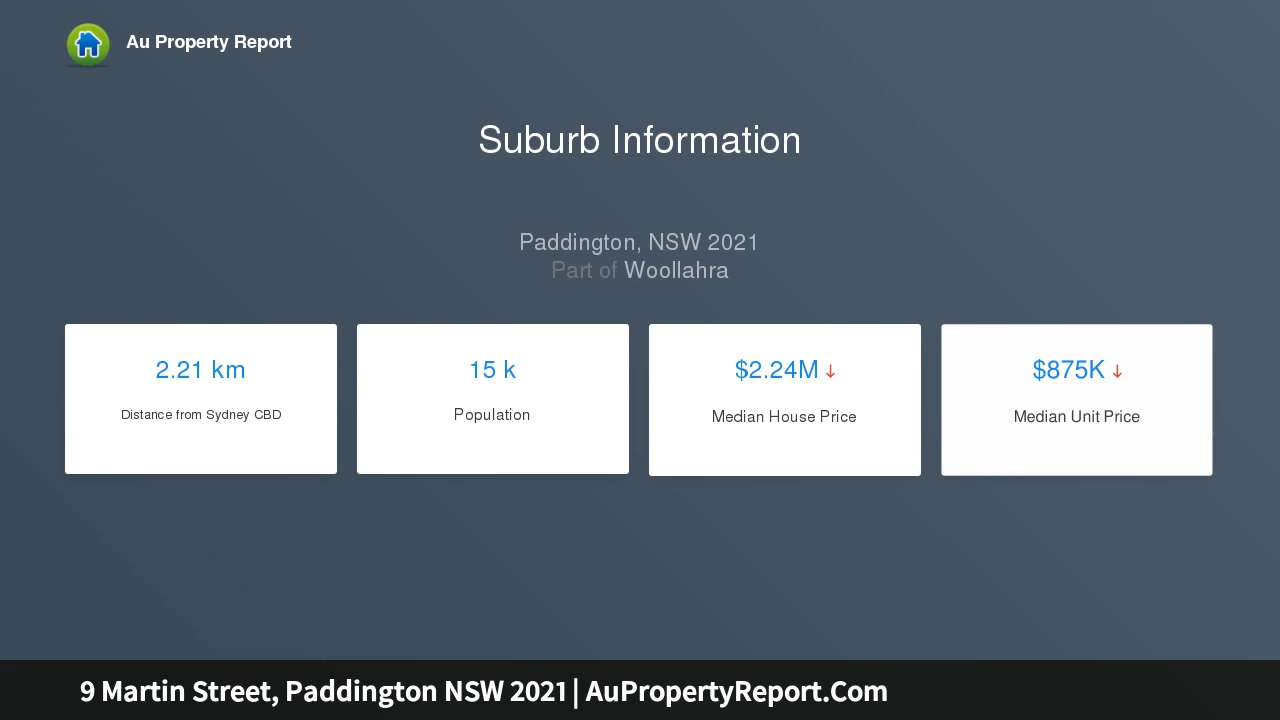 Au Property Report
Suburb Information
Paddington, NSW 2021
Part of Woollahra
2.21 km
Distance from Sydney CBD
15 k
Population
$2.24M ↓
Median House Price
$875K ↓
Median Unit Price
9 Martin Street, Paddington NSW 2021 | AuPropertyReport.Com